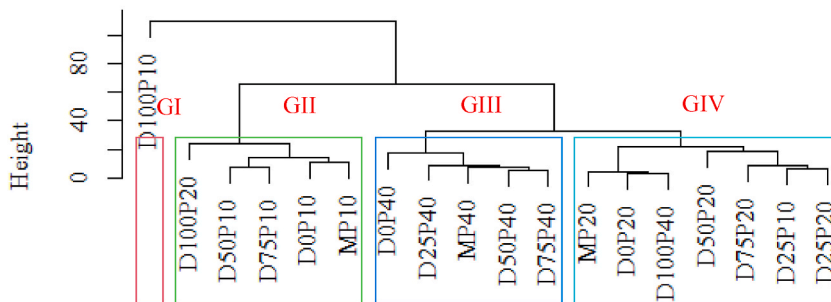 Height
80
40
0
GI
GII
GIII
GIV
D100P10
D100P20
D50P10
D75P10
D0P10
MP10
D0P40
D25P40
MP40
D50P40
D75P40
MP20
D0P20
D100P40
D50P20
D75P20
D25P10
D25P20